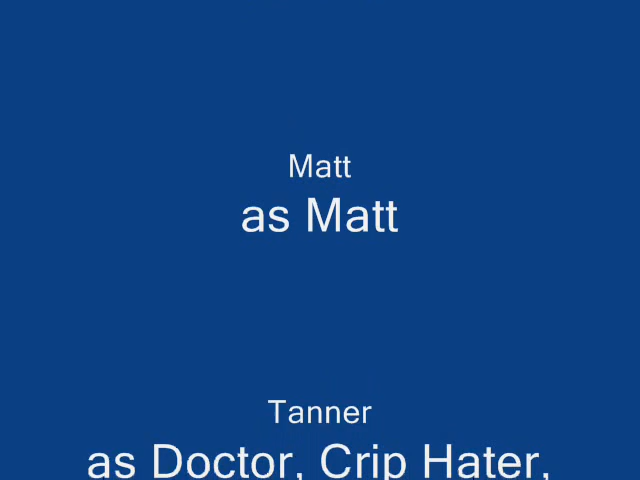 Matt
as Matt
Tanner
as Doctor, Crip Hater,